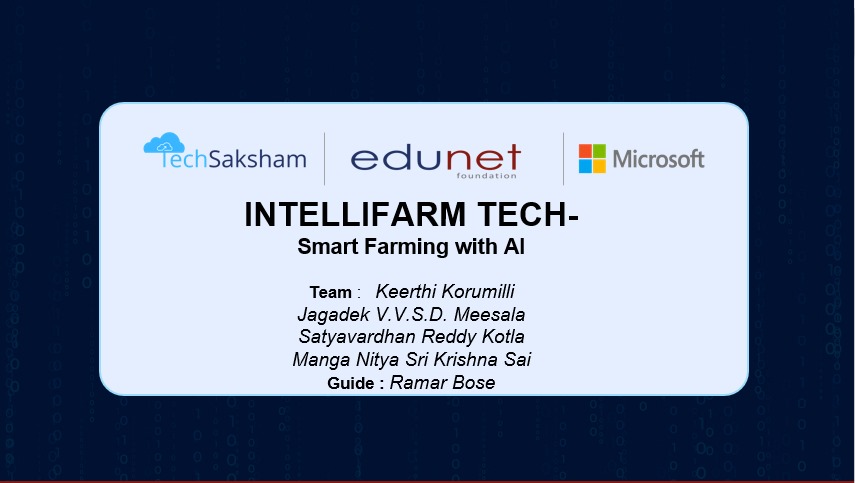 TechSaksham
edunet
foundation
Microsoft
INTELLIFARM TECH-
Smart Farming with AI
Team : Keerthi Korumilli
Jagadek V.V.S.D. Meesala
Satyavardhan Reddy Kotla
Manga Nitya Sri Krishna Sai
Guide : Ramar Bose